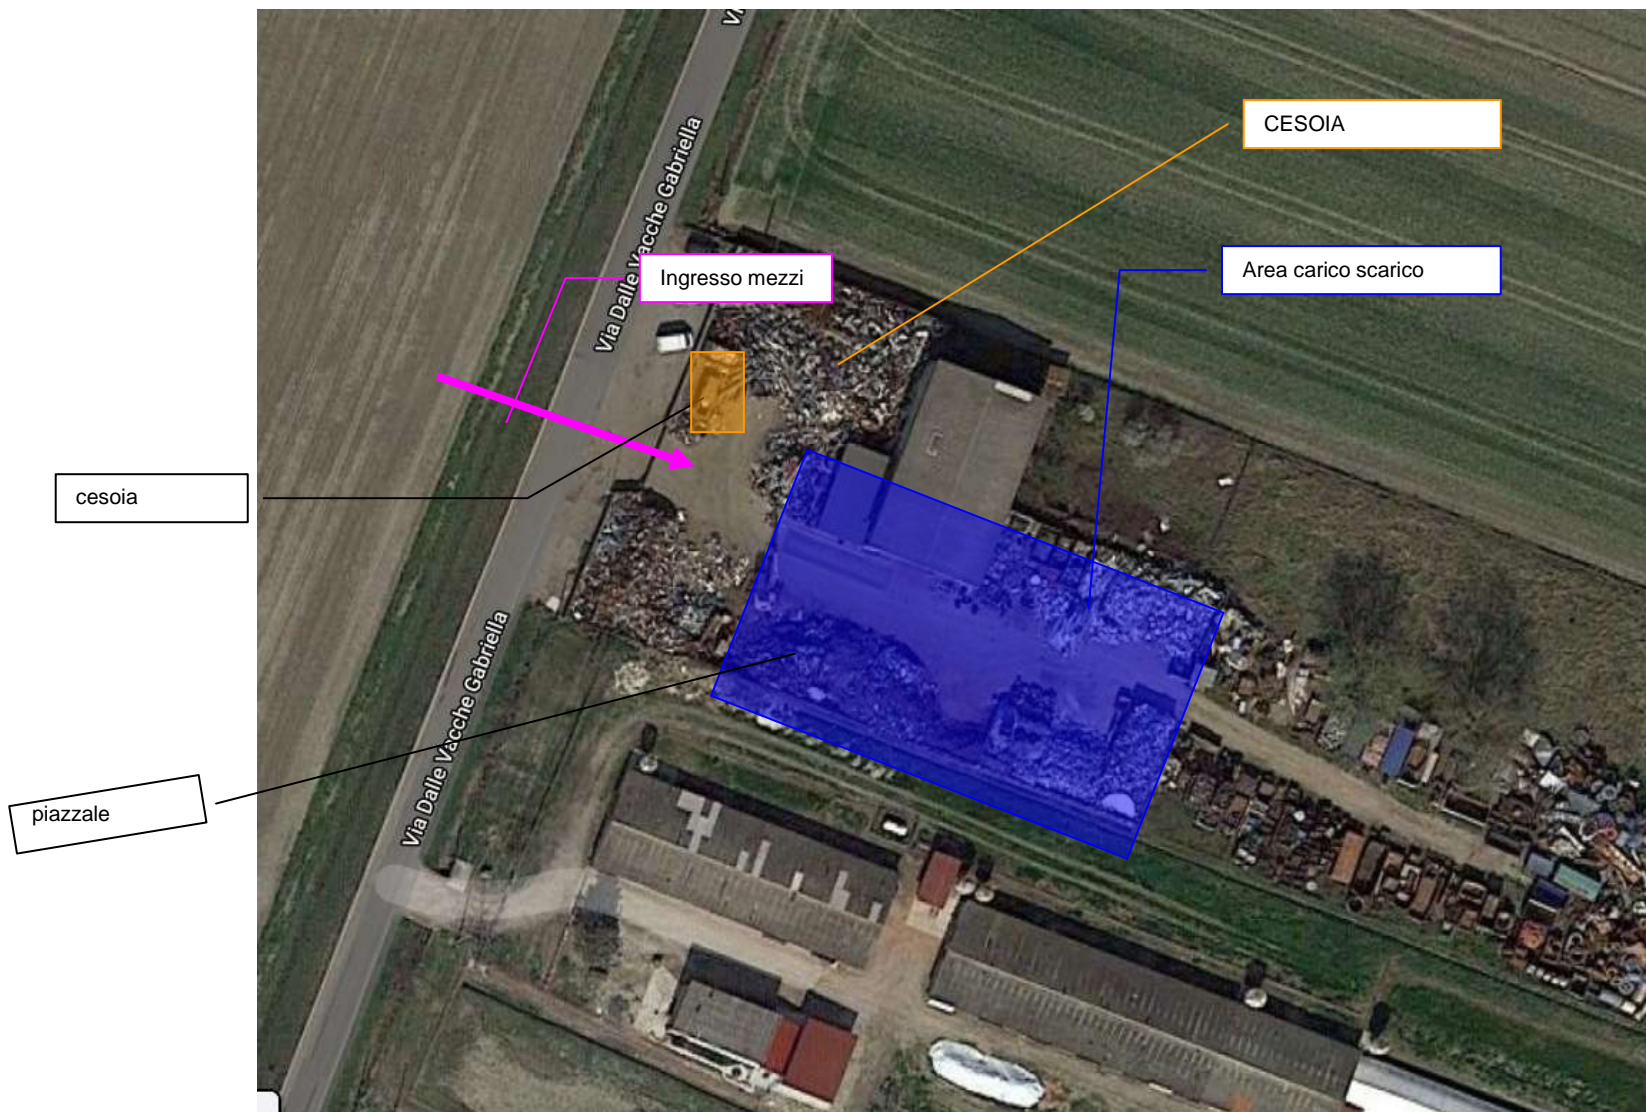 CESOIA
Via Dalle Vacche Gabriella
Ingresso mezzi
Area carico scarico
cesoia
Via Dalle Vacche Gabriella
piazzale